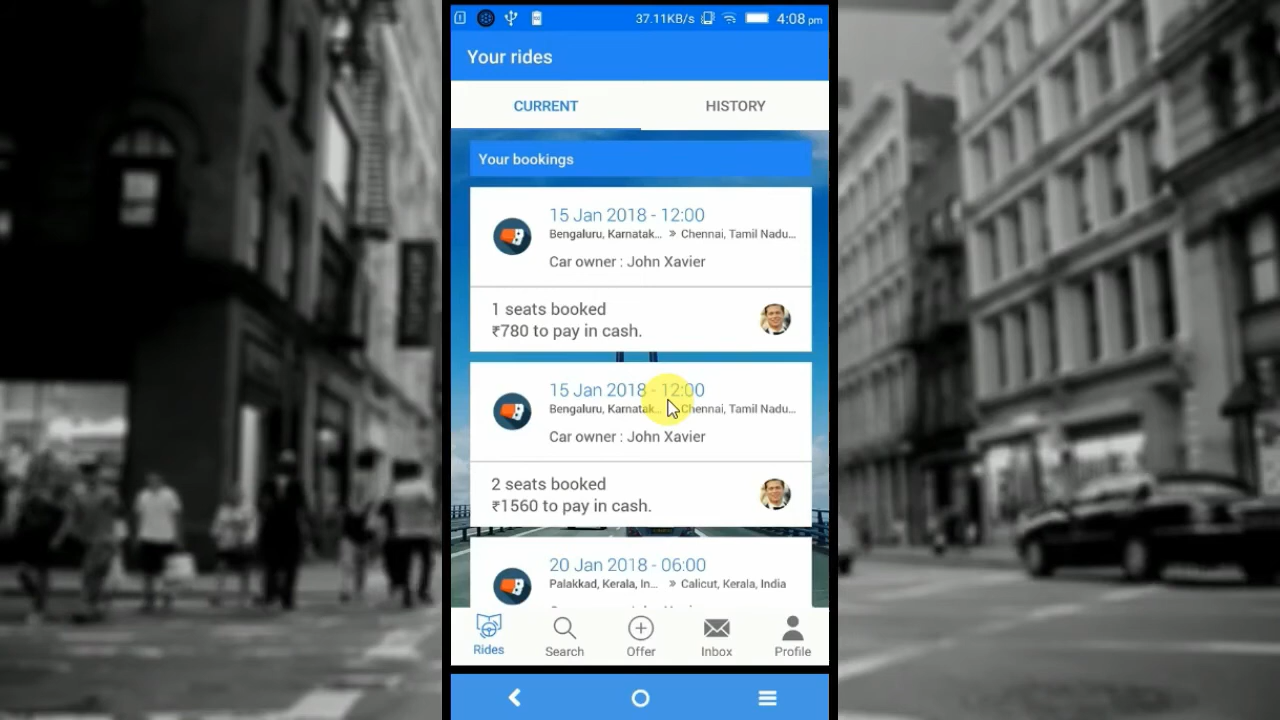 37.11KB/s 4:08 pm
Your rides
CURRENT HISTORY
Your bookings
15 Jan 2018 - 12:00
Bengaluru, Karnatak... » Chennai, Tamil Nadu...
Car owner : John Xavier
1 seats booked
₹780 to pay in cash.
15 Jan 2018 - 12:00
Bengaluru, Karnatak... Chennai, Tamil Nadu...
Car owner : John Xavier
2 seats booked
₹1560 to pay in cash.
20 Jan 2018 - 06:00
Palakkad, Kerala, In... » Calicut, Kerala, India
Rides Search Offer Inbox Profile